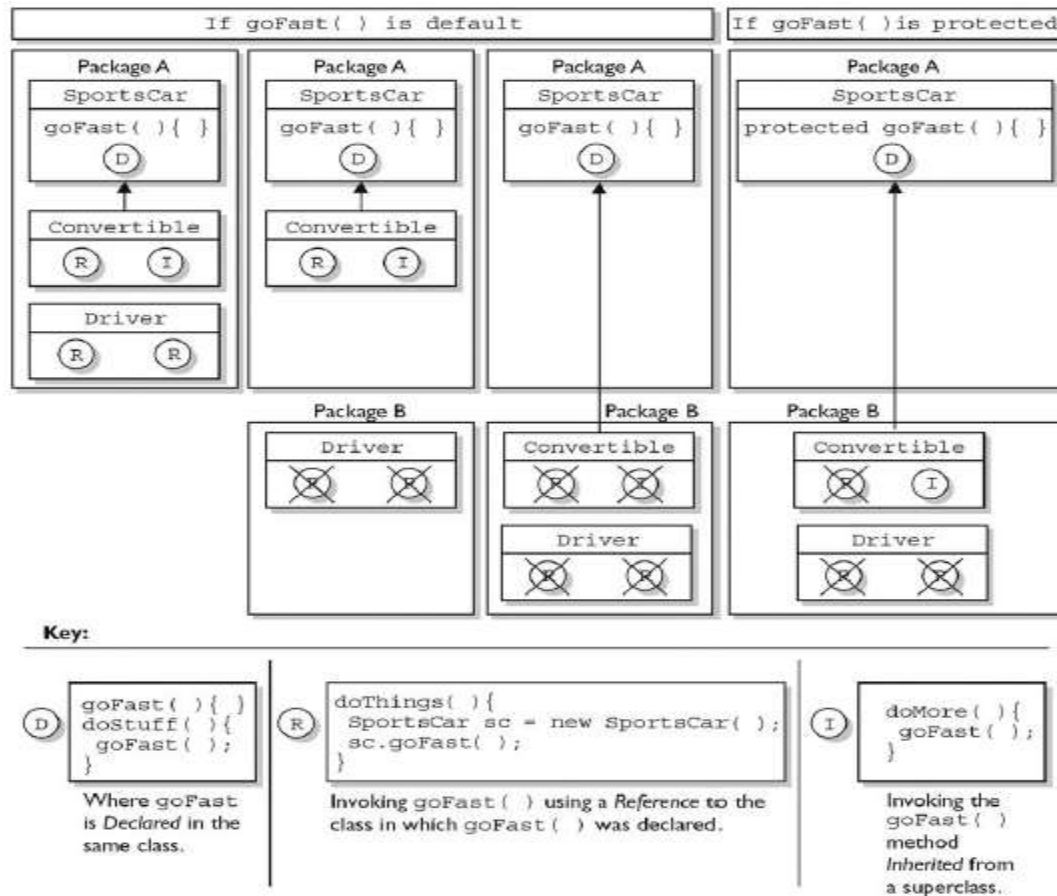 If goFast( ) is default
If goFast( )is protected
Package A
SportsCar
goFast( ){ }
D
Convertible
R I
Driver
R R
Package A
SportsCar
goFast( ){ }
D
Convertible
R I
Package A
SportsCar
goFast( ){ }
D
Package A
SportsCar
protected goFast( ){ }
D
Package B
Driver
R R
Package B
Convertible
R I
Driver
R R
Package B
Convertible
R I
Driver
R R
Key:
D
goFast( ){ }
doStuff( ){
goFast( );
}
Where goFast
is Declared in the
same class.
R
doThings( ){
SportsCar sc = new SportsCar( );
sc.goFast( );
}
Invoking goFast( ) using a Reference to the
class in which goFast( ) was declared.
I
doMore( ){
goFast( );
}
Invoking the
goFast( )
method
Inherited from
a superclass.